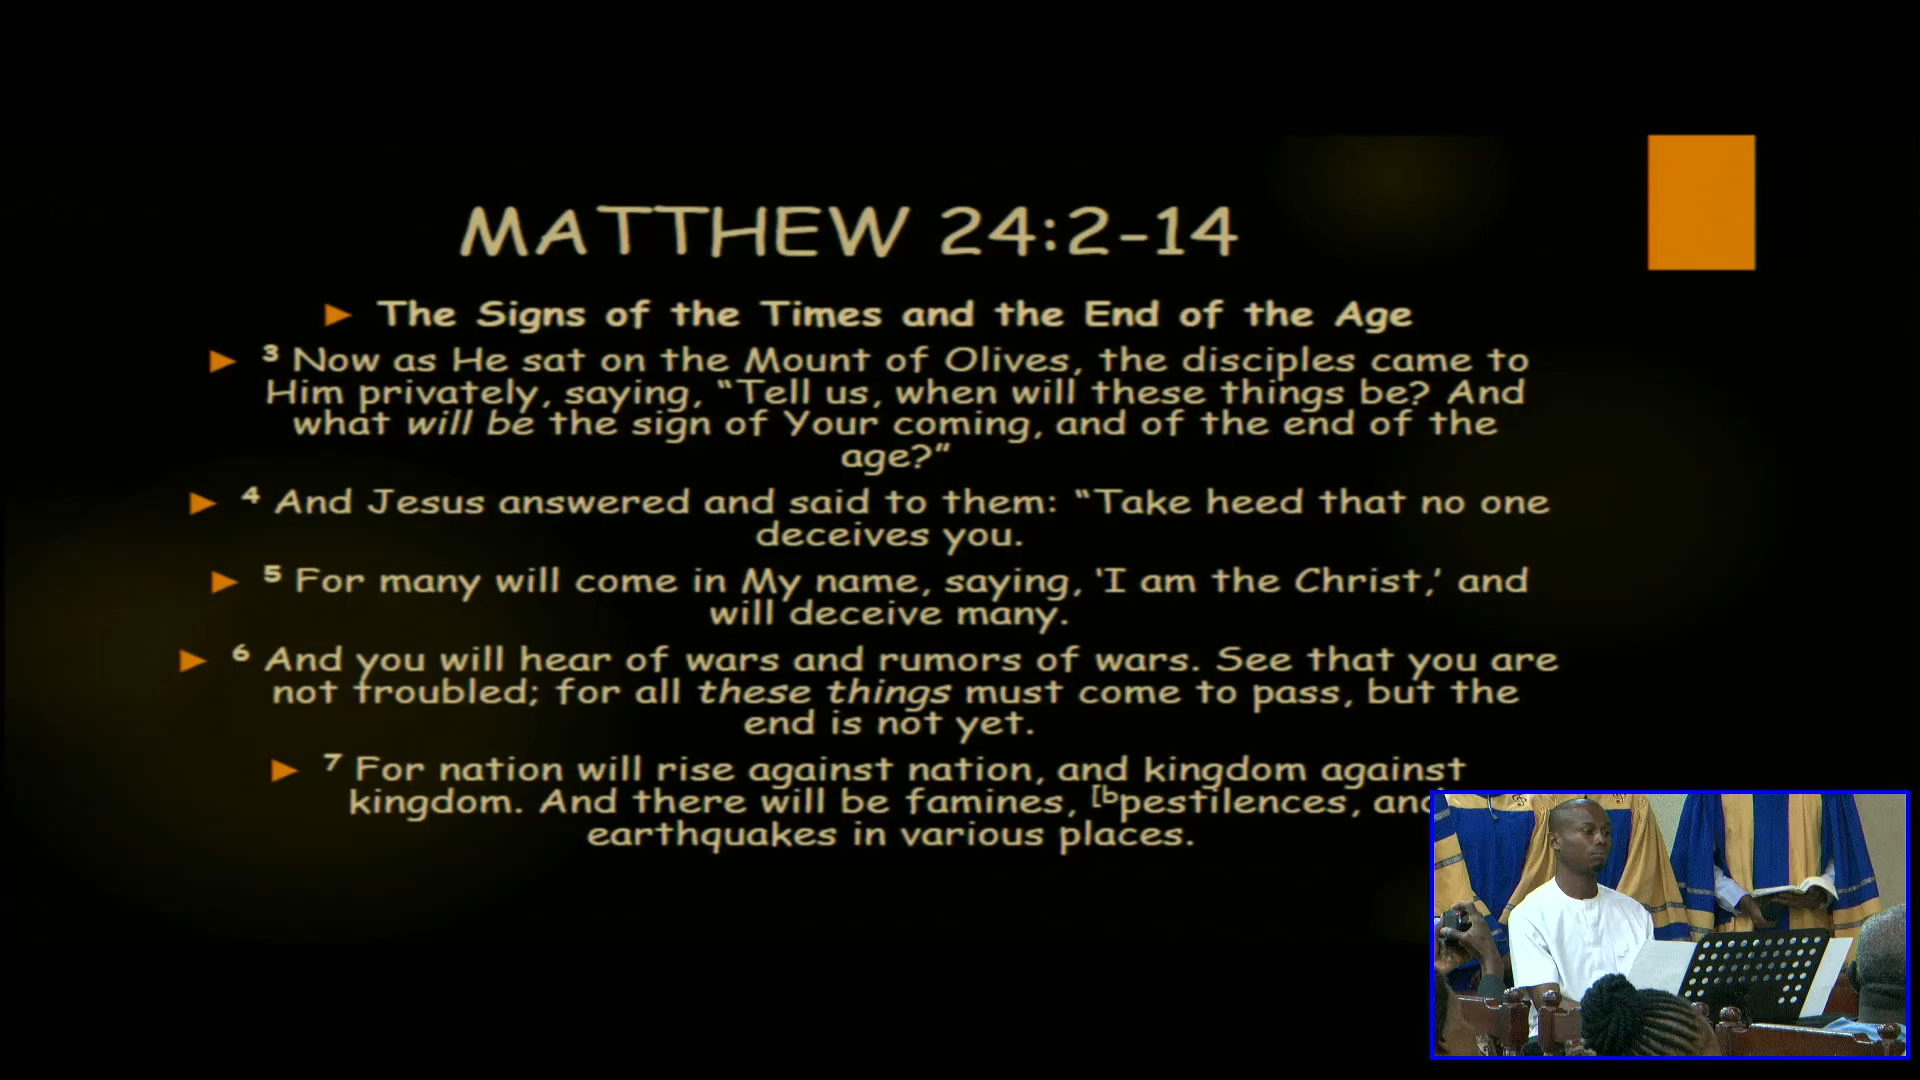 MATTHEW 24:2-14
The Signs of the Times and the End of the Age
3 Now as He sat on the Mount of Olives, the disciples came to
Him privately, saying, “Tell us, when will these things be? And
what will be the sign of Your coming, and of the end of the
age?”
4 And Jesus answered and said to them: “Take heed that no one
deceives you.
5 For many will come in My name, saying, ‘I am the Christ,’ and
will deceive many.
6 And you will hear of wars and rumors of wars. See that you are
not troubled; for all these things must come to pass, but the
end is not yet.
7 For nation will rise against nation, and kingdom against
kingdom. And there will be famines, [bpestilences, and
earthquakes in various places.